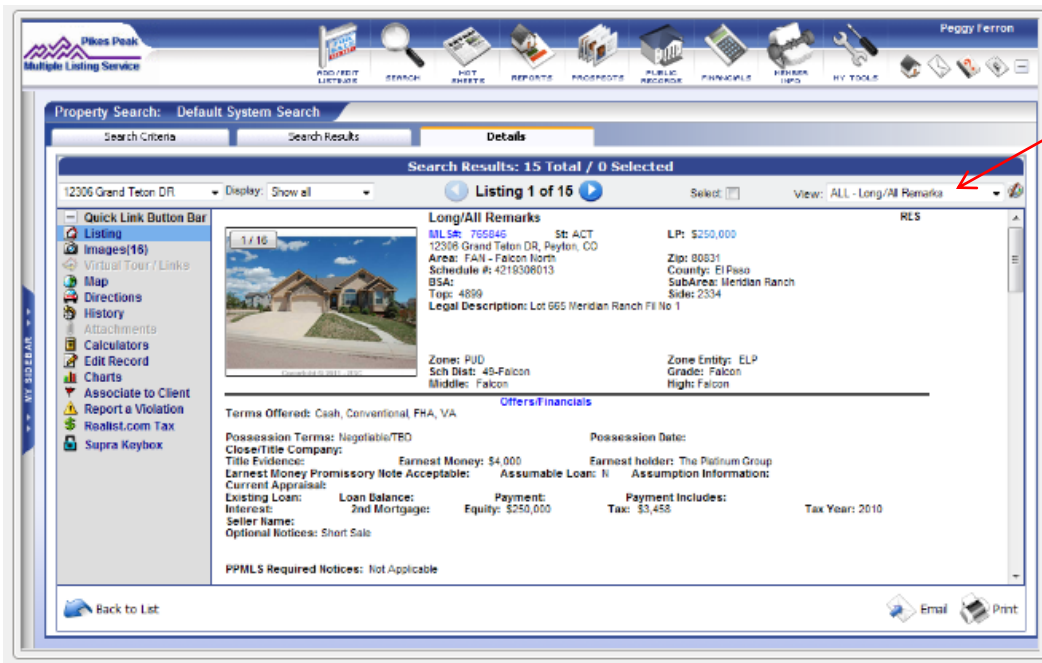 Pikes Peak
Multiple Listing Service
Peggy Ferron
ADD/EDIT LISTINGS
SEARCH
HOT SHEETS
REPORTS
PROSPECTS
PUBLIC RECORDS
FINANCIALS
MEMBER INFO
MY TOOLS
Property Search: Default System Search
Search Criteria Search Results Details
Search Results: 15 Total / 0 Selected
12306 Grand Teton DR Display: Show all Listing 1 of 15 Select: View: ALL - Long/All Remarks
Quick Link Button Bar
Listing
Images(16)
Virtual Tour / Links
Map
Directions
History
Attachments
Calculators
Edit Record
Charts
Associate to Client
Report a Violation
Realist.com Tax
Supra Keybox
MY SIDEBAR
1 / 16
Long/All Remarks RES
MLS#: 765846 St: ACT LP: $250,000
12306 Grand Teton DR, Peyton, CO
Area: FAN - Falcon North Zip: 80831
Schedule #: 4219308013 County: El Paso
BSA: SubArea: Meridian Ranch
Top: 4899 Side: 2334
Legal Description: Lot 665 Meridian Ranch Fil No 1
Zone: PUD Zone Entity: ELP
Sch Dist: 49-Falcon Grade: Falcon
Middle: Falcon High: Falcon
Offers/Financials
Terms Offered: Cash, Conventional, FHA, VA
Possession Terms: Negotiable/TBD Possession Date:
Close/Title Company:
Title Evidence: Earnest Money: $4,000 Earnest holder: The Platinum Group
Earnest Money Promissory Note Acceptable: Assumable Loan: N Assumption Information:
Current Appraisal:
Existing Loan: Loan Balance: Payment: Payment Includes:
Interest: 2nd Mortgage: Equity: $250,000 Tax: $3,458 Tax Year: 2010
Seller Name:
Optional Notices: Short Sale
PPMLS Required Notices: Not Applicable
Back to List Email Print